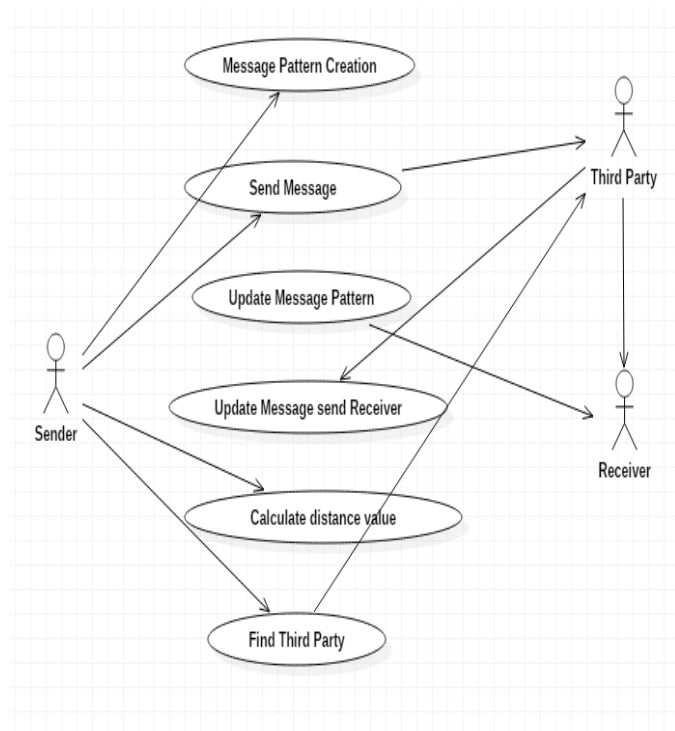 Message Pattern Creation
Third Party
Send Message
Update Message Pattern
Update Message send Receiver
Sender
Receiver
Calculate distance value
Find Third Party